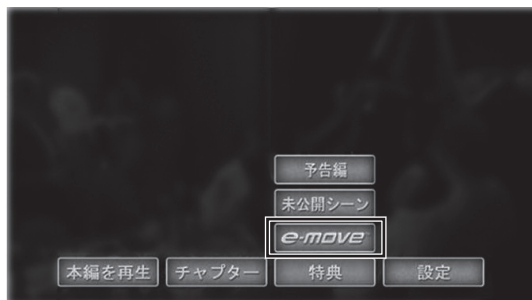 予告編
未公開シーン
e-move
本編を再生 チャプター 特典 設定